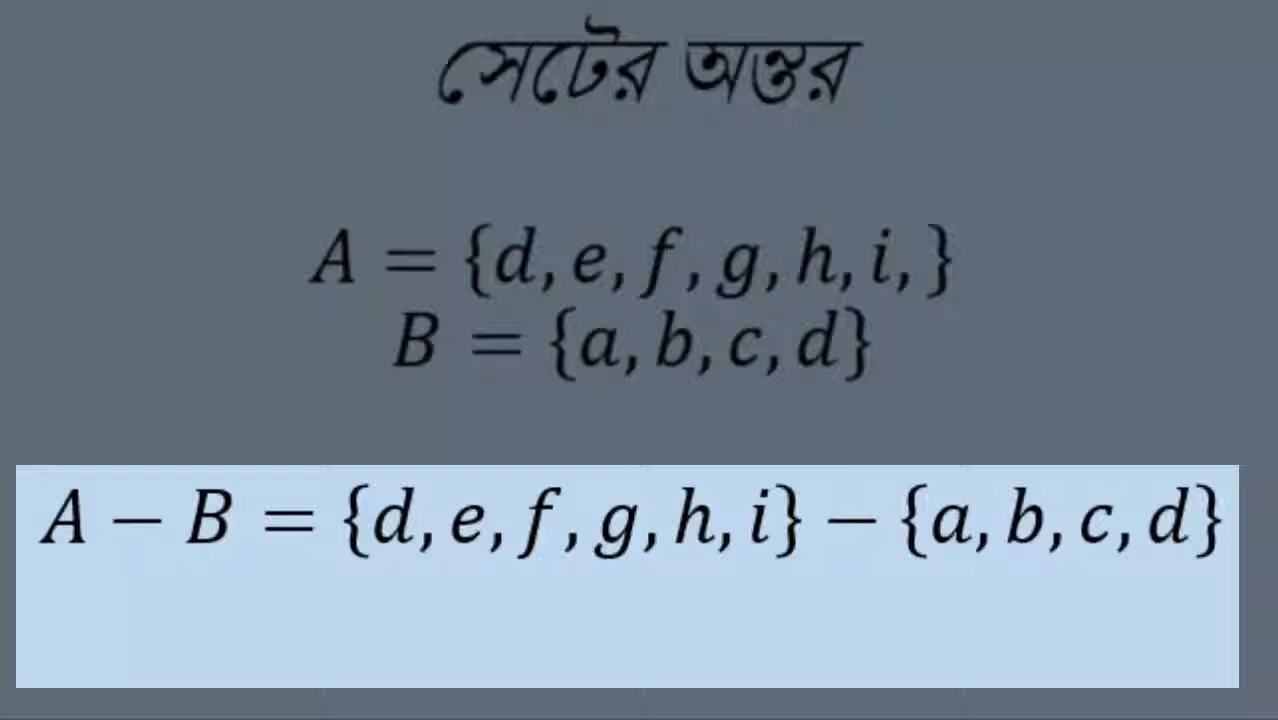 সেটের অন্তর
A = {d, e, f, g, h, i, }
B = {a, b, c, d}
A − B = {d, e, f, g, h, i} − {a, b, c, d}